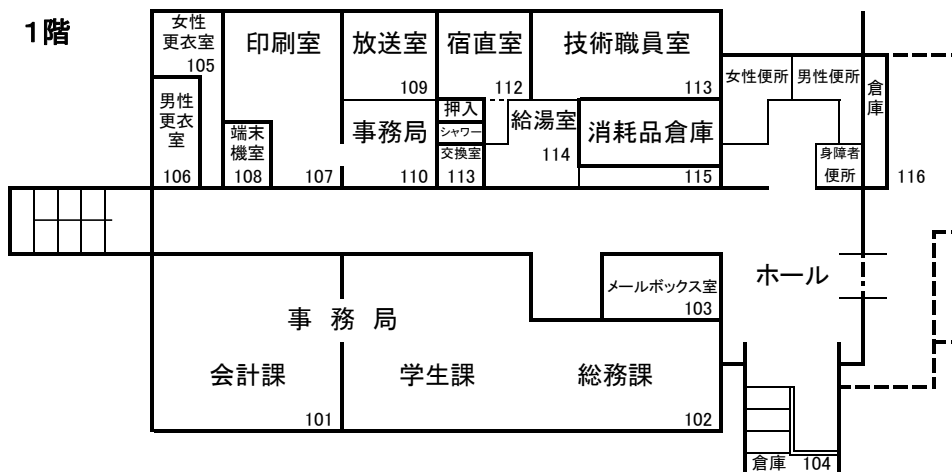 1階
女性
更衣室
105
印刷室
放送室
109
宿直室
112
技術職員室
113
女性便所
男性便所
倉庫
男性
更衣室
106
端末
機室
108
107
事務局
110
押入
シャワー
交換室
113
給湯室
114
消耗品倉庫
115
身障者
便所
116
ホール
メールボックス室
103
事務局
会計課
101
学生課
総務課
102
倉庫 104